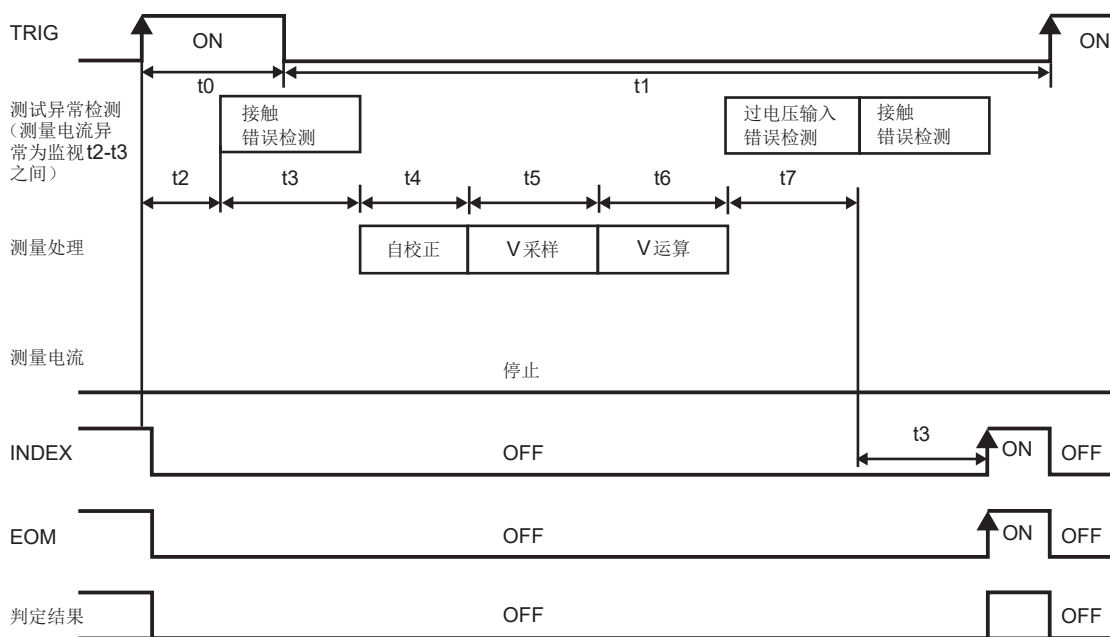 TRIG
ON
ON
t0
t1
测试异常检测
（测量电流异
常为监视t2-t3
之间）
接触
错误检测
过电压输入
错误检测
接触
错误检测
t2
t3
t4
t5
t6
t7
测量处理
自校正
V采样
V运算
测量电流
停止
t3
INDEX
OFF
ON
OFF
EOM
OFF
ON
OFF
判定结果
OFF
OFF